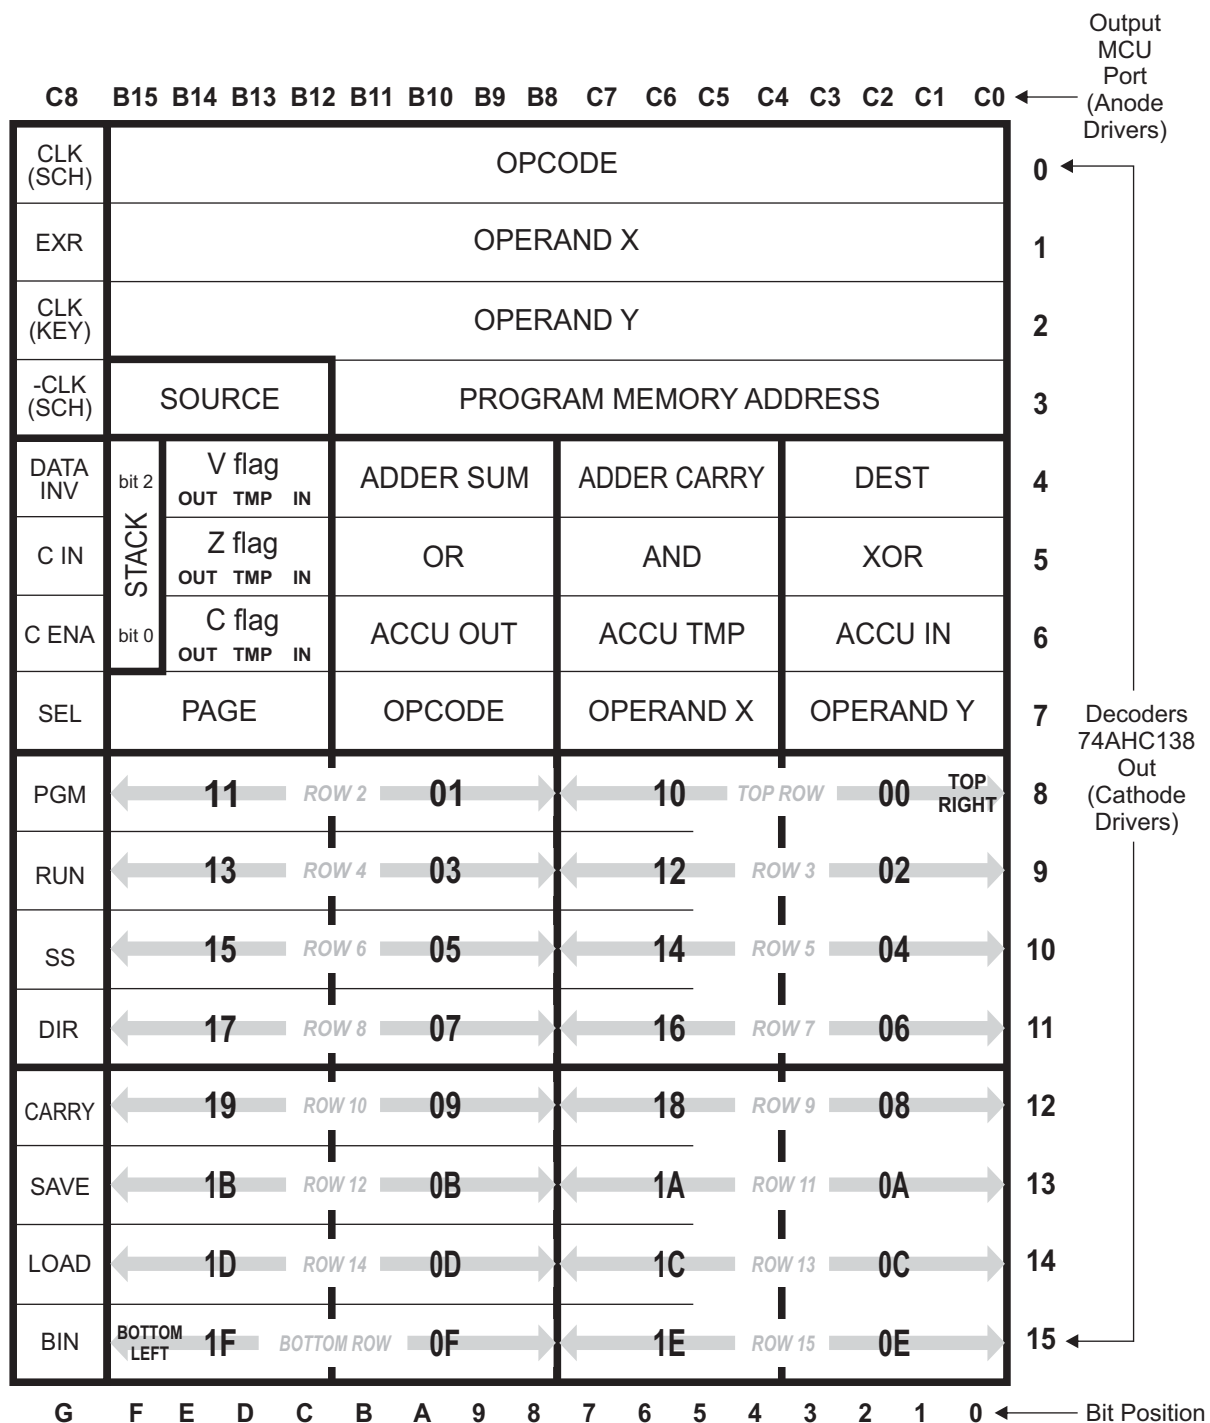 Output
MCU
Port
(Anode
Drivers)
C8 B15 B14 B13 B12 B11 B10 B9 B8 C7 C6 C5 C4 C3 C2 C1 C0
CLK
(SCH)
OPCODE
0
EXR
OPERAND X
1
CLK
(KEY)
OPERAND Y
2
-CLK
(SCH)
SOURCE
PROGRAM MEMORY ADDRESS
3
DATA
INV
STACK
bit 2
V flag
OUT TMP IN
ADDER SUM
ADDER CARRY
DEST
4
C IN
Z flag
OUT TMP IN
OR
AND
XOR
5
C ENA
bit 0
C flag
OUT TMP IN
ACCU OUT
ACCU TMP
ACCU IN
6
SEL
PAGE
OPCODE
OPERAND X
OPERAND Y
7
Decoders
74AHC138
Out
(Cathode
Drivers)
PGM
11 ROW 2 01 10 TOP ROW 00
TOP
RIGHT
8
RUN
13 ROW 4 03 12 ROW 3 02
9
SS
15 ROW 6 05 14 ROW 5 04
10
DIR
17 ROW 8 07 16 ROW 7 06
11
CARRY
19 ROW 10 09 18 ROW 9 08
12
SAVE
1B ROW 12 0B 1A ROW 11 0A
13
LOAD
1D ROW 14 0D 1C ROW 13 0C
14
BIN
BOTTOM
LEFT
1F BOTTOM ROW 0F 1E ROW 15 0E
15
G F E D C B A 9 8 7 6 5 4 3 2 1 0 Bit Position